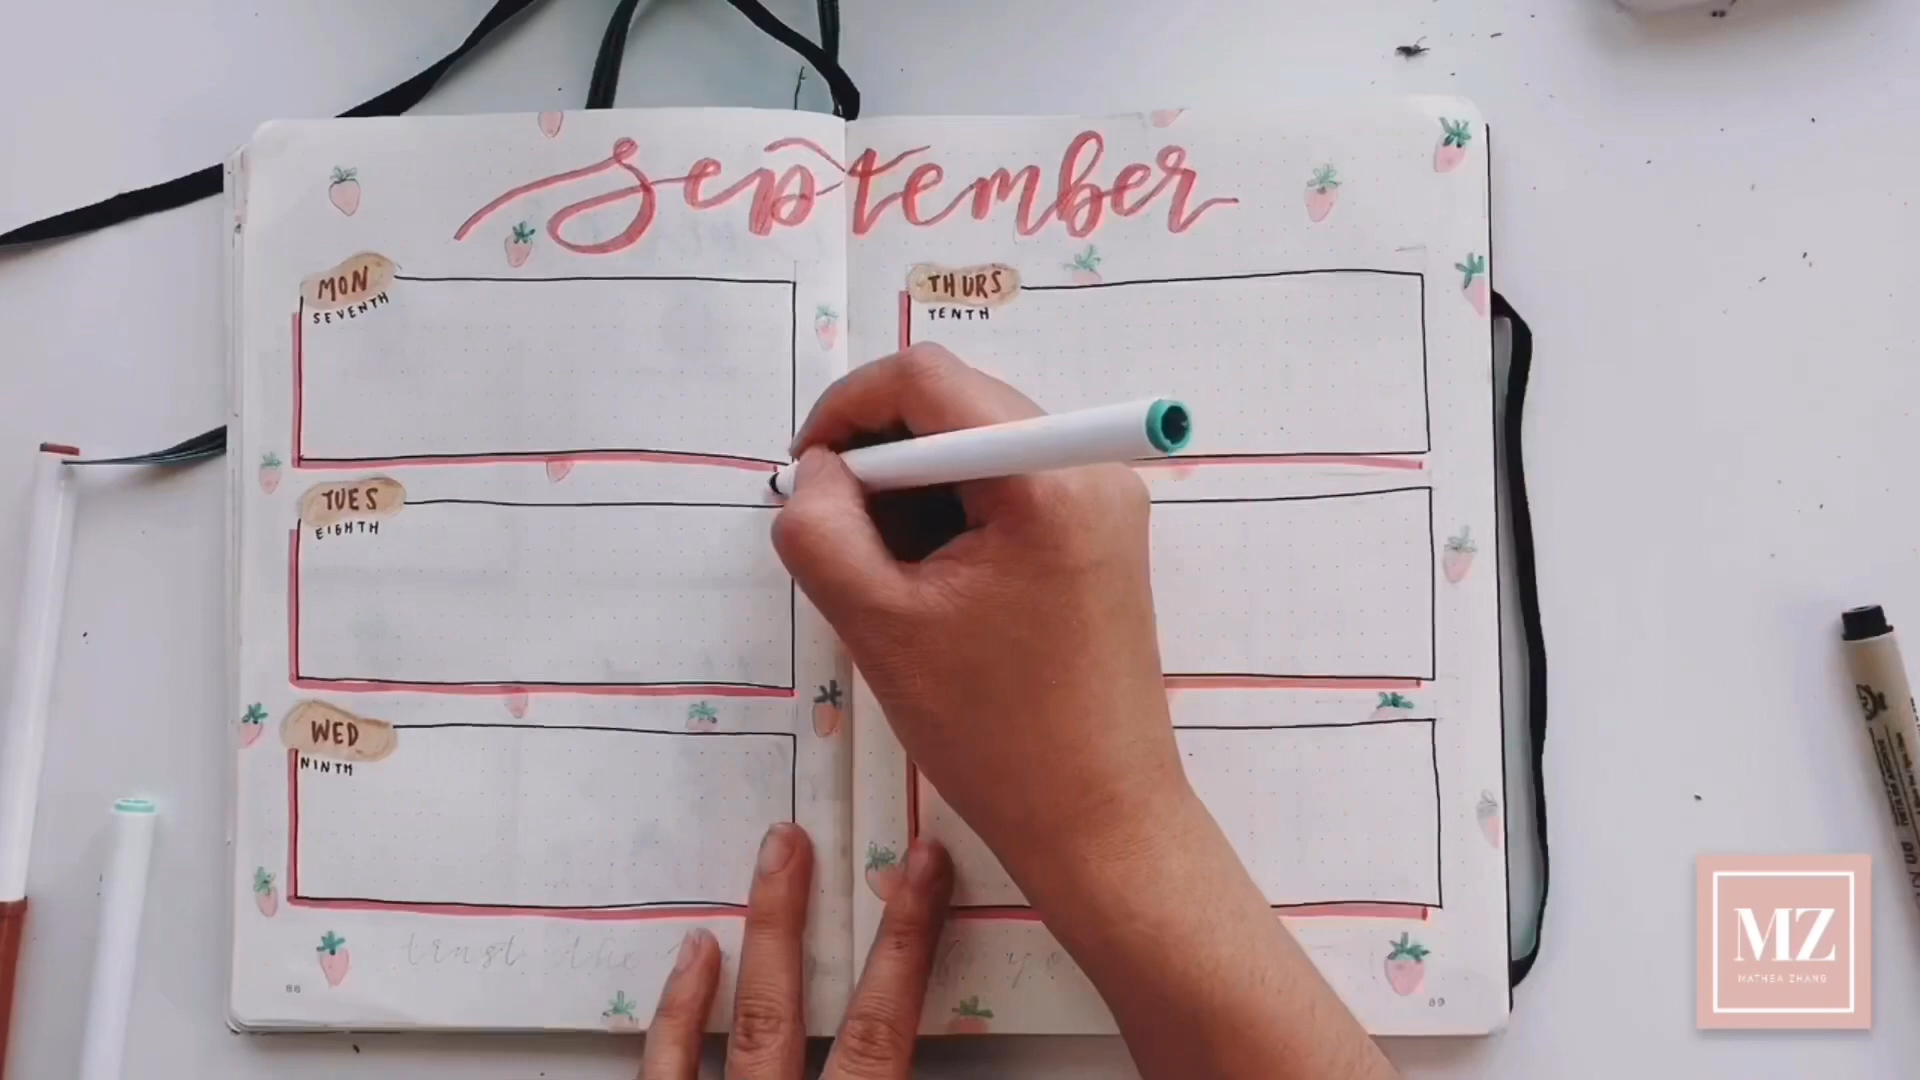 September
MON
SEVENTH
THURS
TENTH
TUES
EIGHTH
WED
NINTH
trust the
88
89
MZ
MATHEA ZHANG